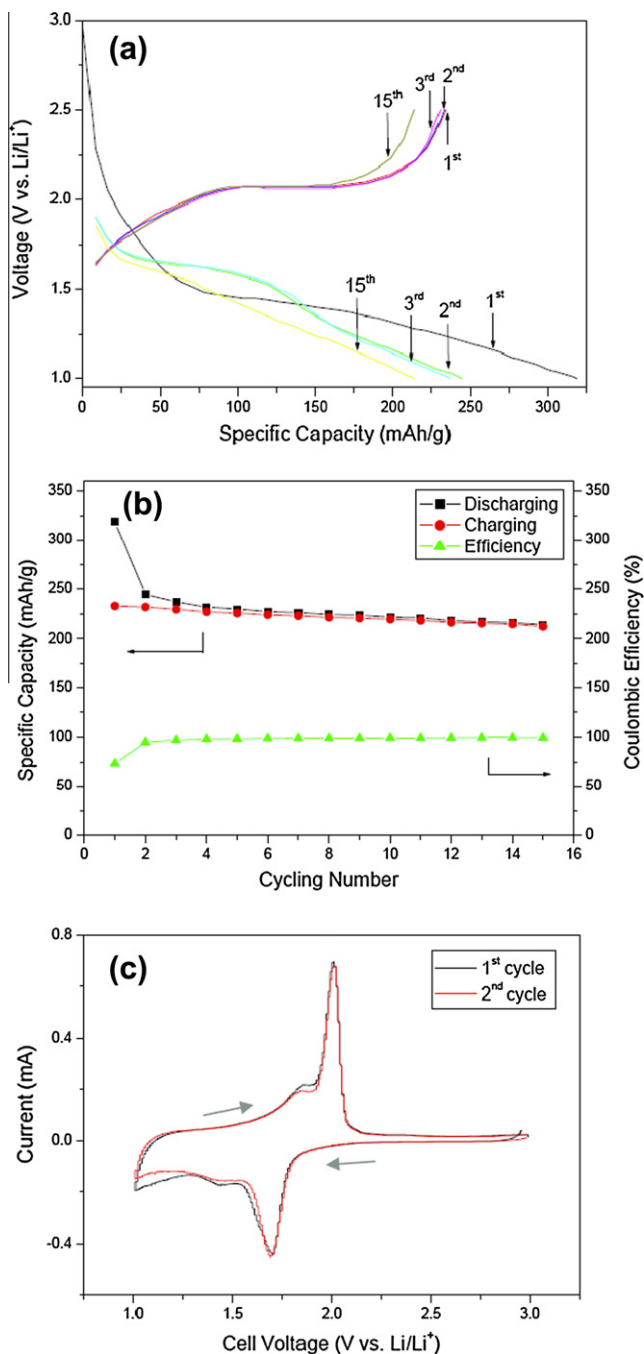 (a)
3.0
2.5
2.0
1.5
1.0
Voltage (V vs. Li/Li⁺)
15ᵗʰ
3ʳᵈ
2ⁿᵈ
1ˢᵗ
15ᵗʰ
3ʳᵈ
2ⁿᵈ
1ˢᵗ
0 50 100 150 200 250 300
Specific Capacity (mAh/g)
(b)
Discharging
Charging
Efficiency
350
300
250
200
150
100
50
0
Specific Capacity (mAh/g)
350
300
250
200
150
100
50
0
Coulombic Efficiency (%)
0 2 4 6 8 10 12 14 16
Cycling Number
(c)
1ˢᵗ cycle
2ⁿᵈ cycle
0.8
0.4
0.0
-0.4
Current (mA)
1.0 1.5 2.0 2.5 3.0
Cell Voltage (V vs. Li/Li⁺)